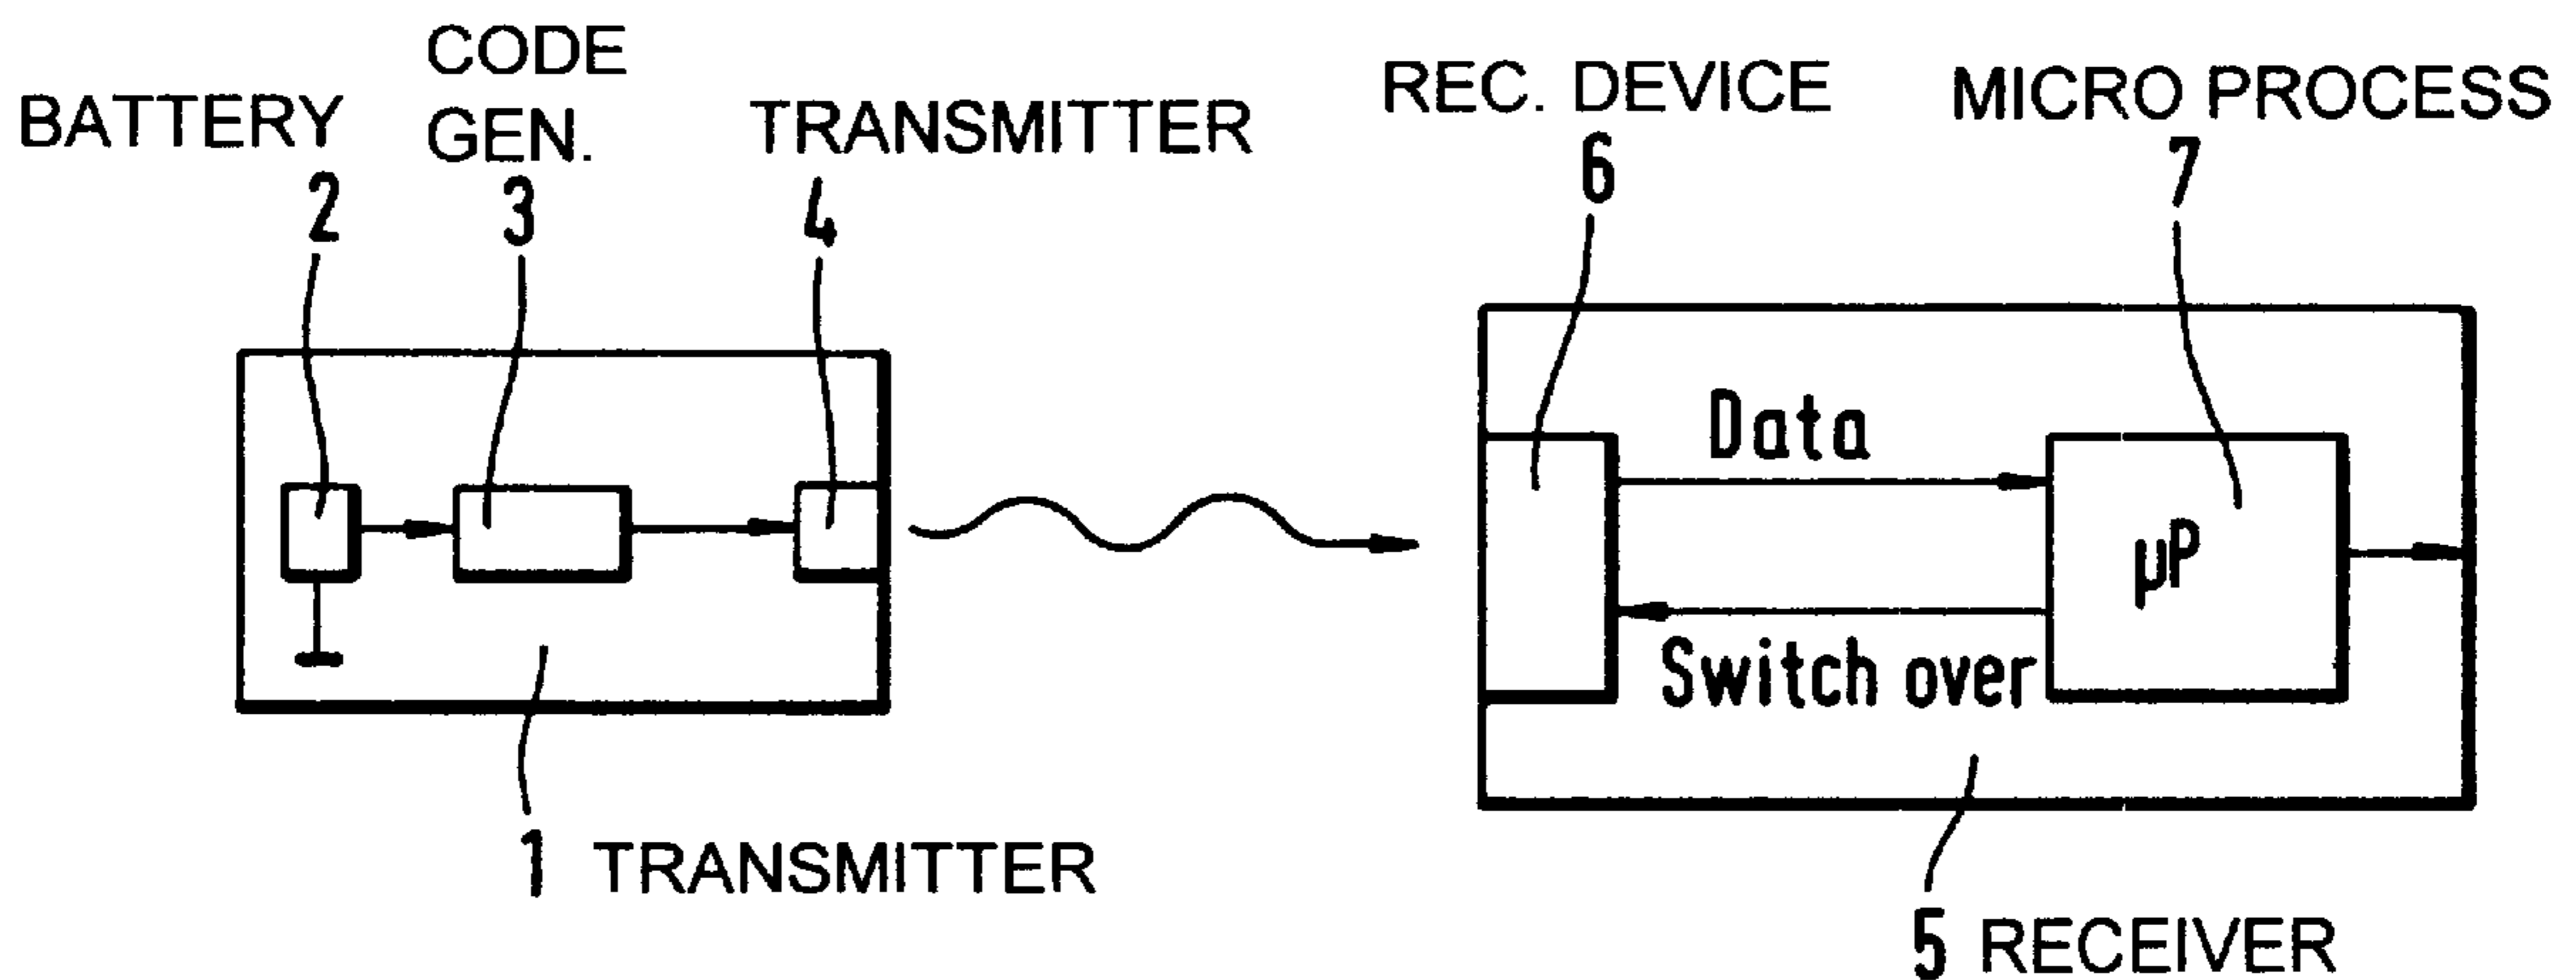 CODE
GEN.
3
BATTERY
2
TRANSMITTER
4
REC. DEVICE
6
MICRO PROCESS
7
Data
µP
Switch over
1 TRANSMITTER
5 RECEIVER